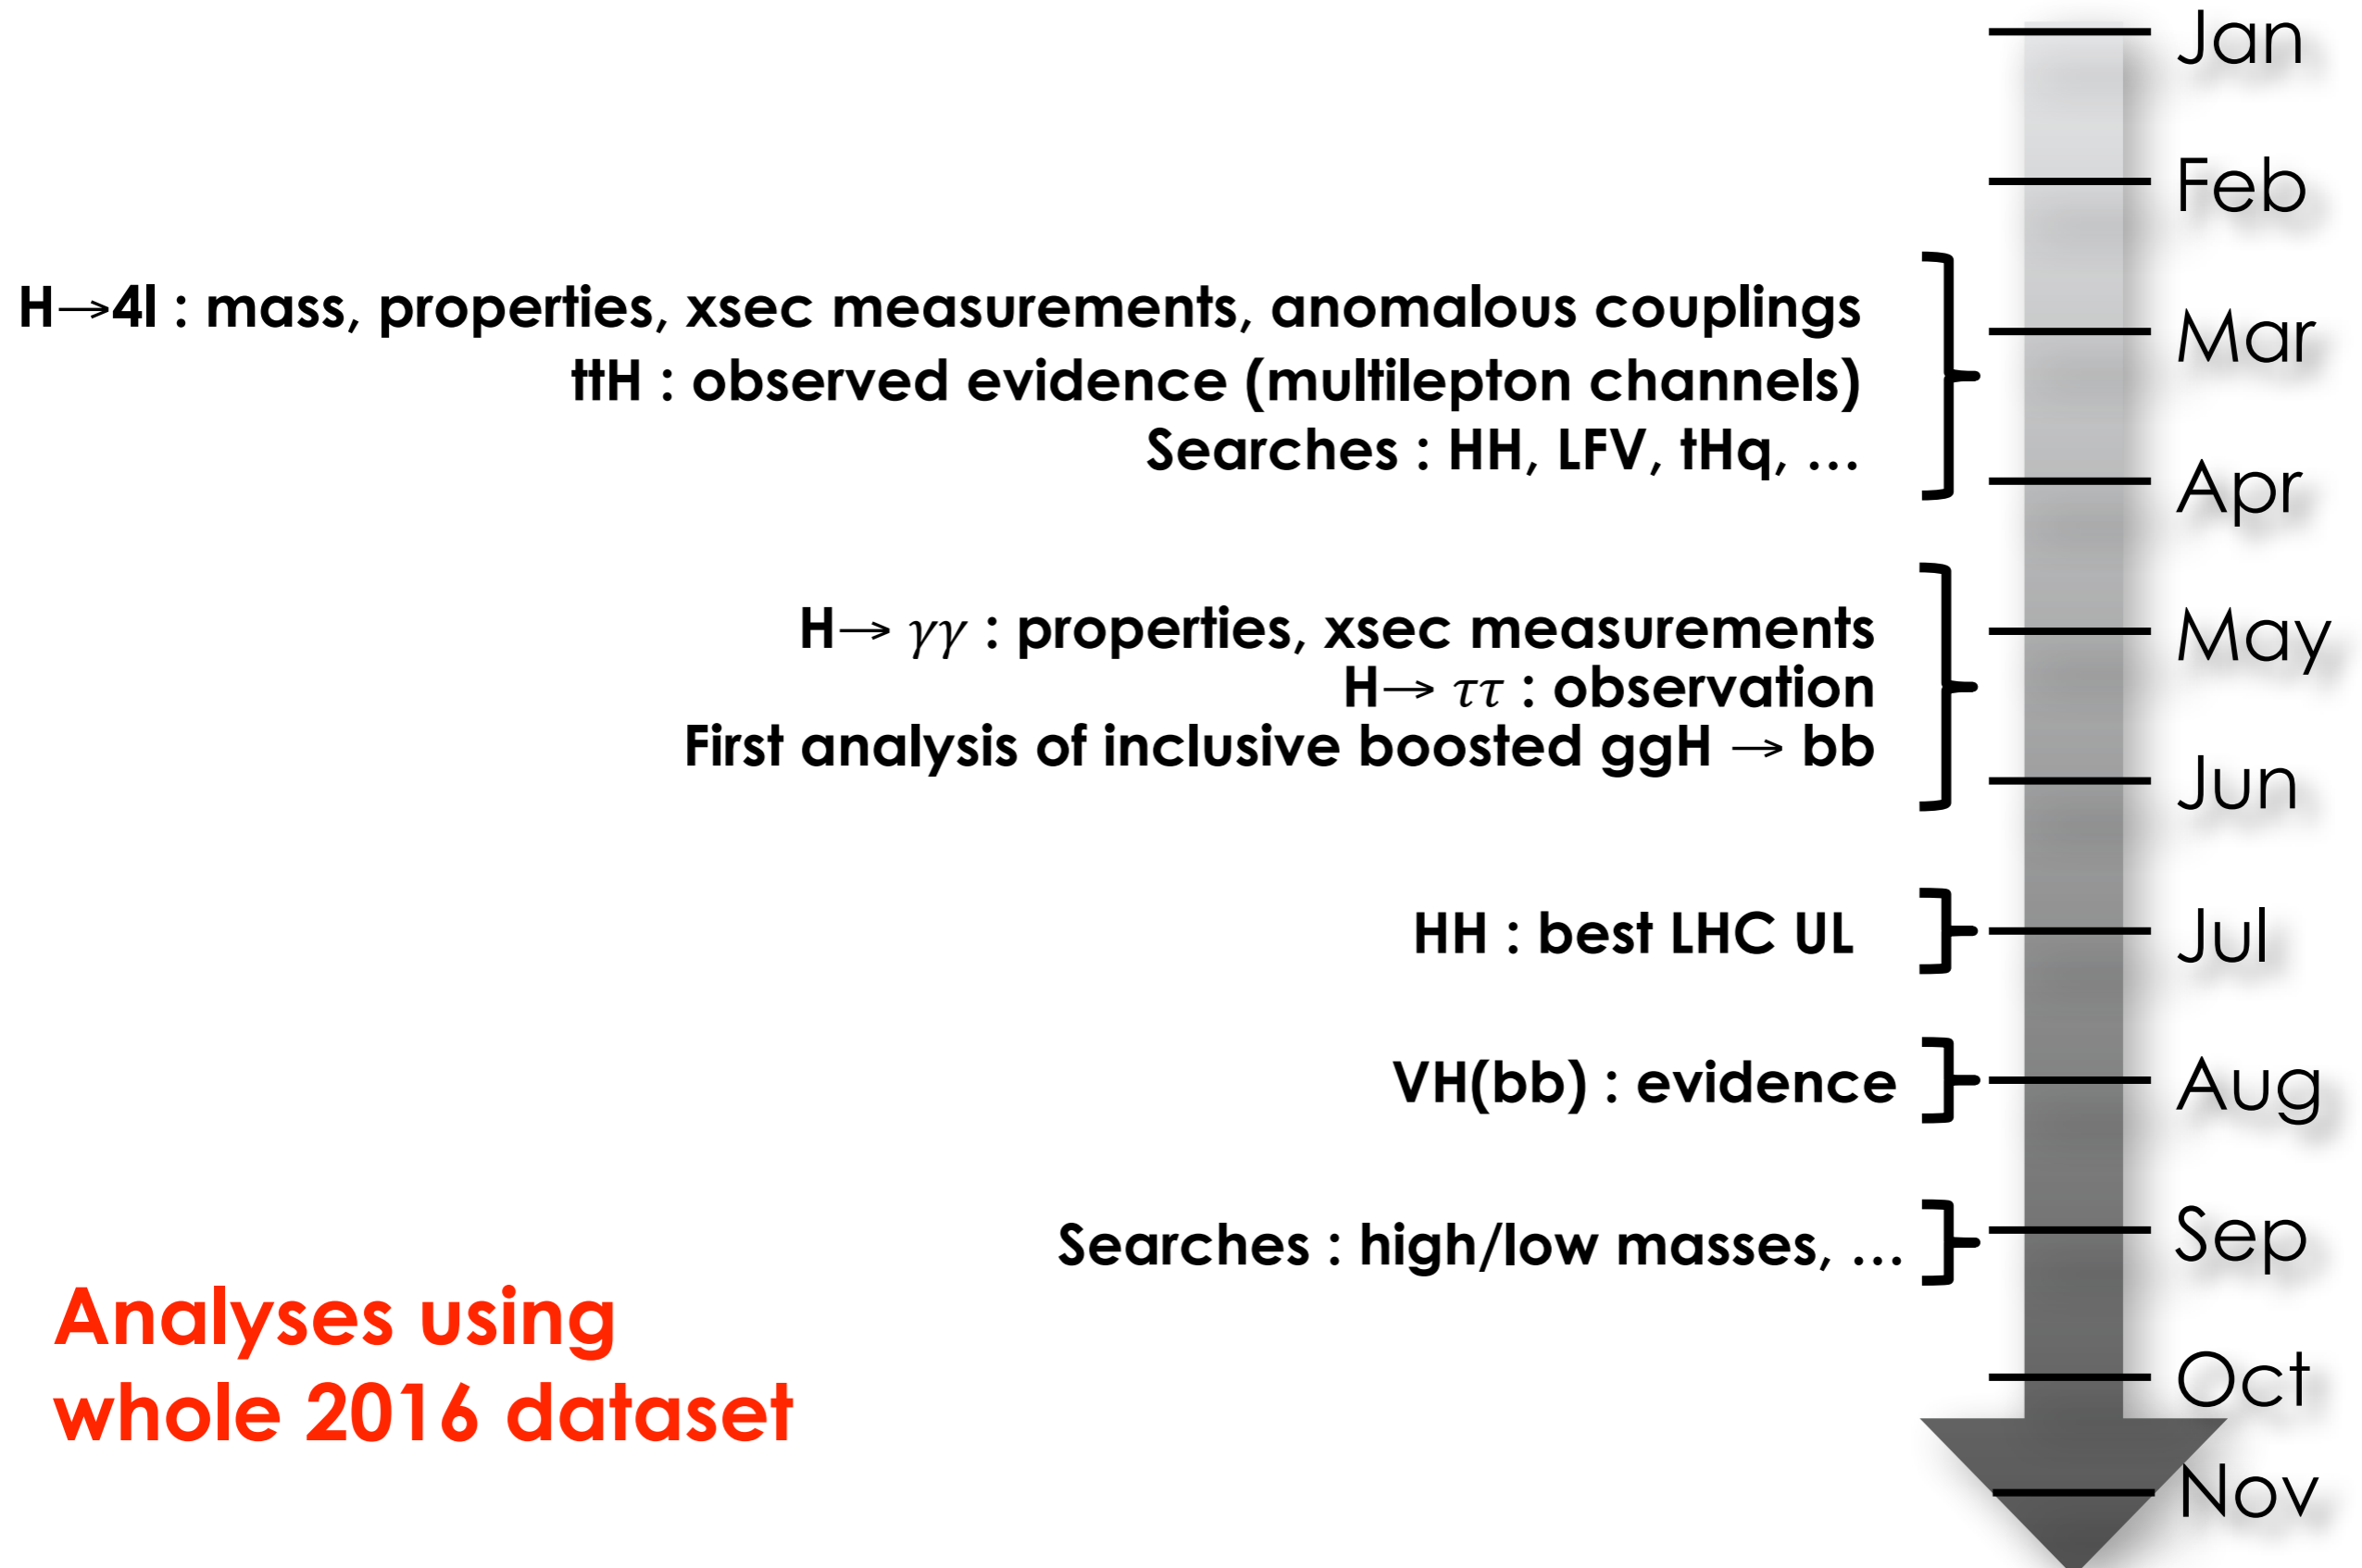 Jan
Feb
H→4l : mass, properties, xsec measurements, anomalous couplings
Mar
ttH : observed evidence (multilepton channels)
Searches : HH, LFV, tHq, ...
Apr
H→ γγ : properties, xsec measurements
May
H→ ττ : observation
First analysis of inclusive boosted ggH → bb
Jun
HH : best LHC UL
Jul
VH(bb) : evidence
Aug
Searches : high/low masses, ...
Sep
Analyses using
whole 2016 dataset
Oct
Nov